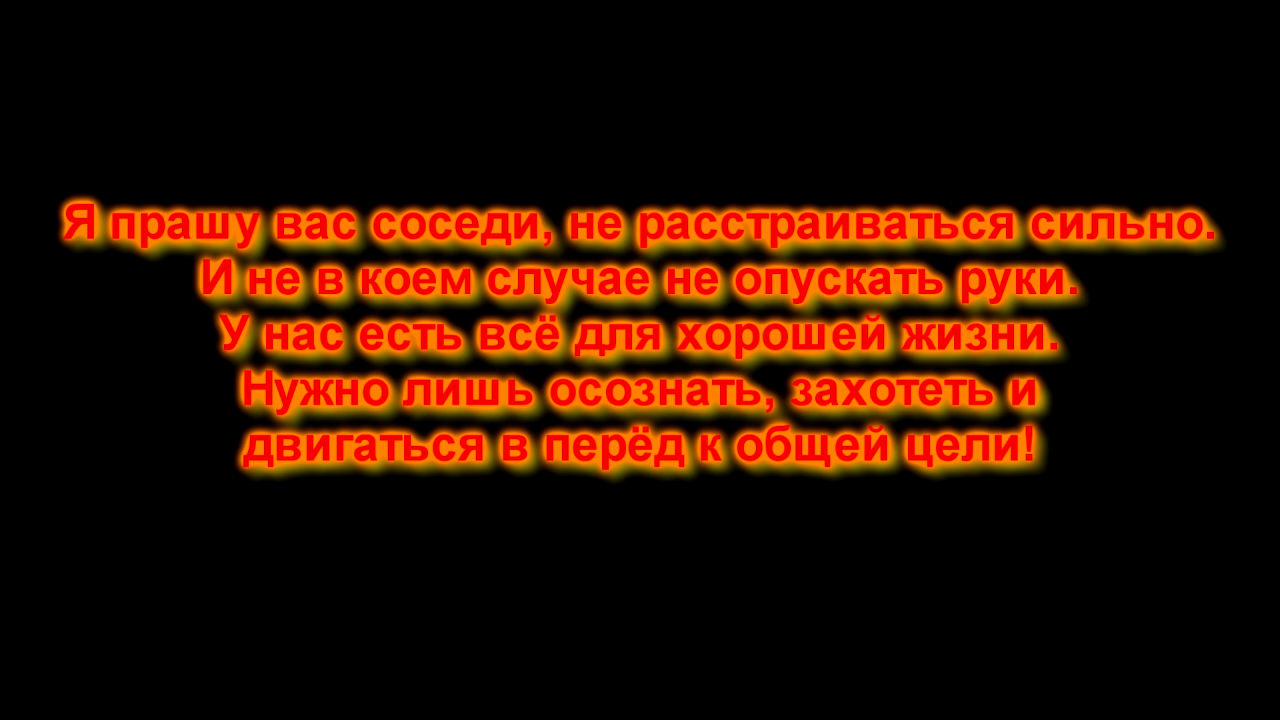 Я прашу вас соседи, не расстраиваться сильно.
И не в коем случае не опускать руки.
У нас есть всё для хорошей жизни.
Нужно лишь осознать, захотеть и
двигаться в перёд к общей цели!